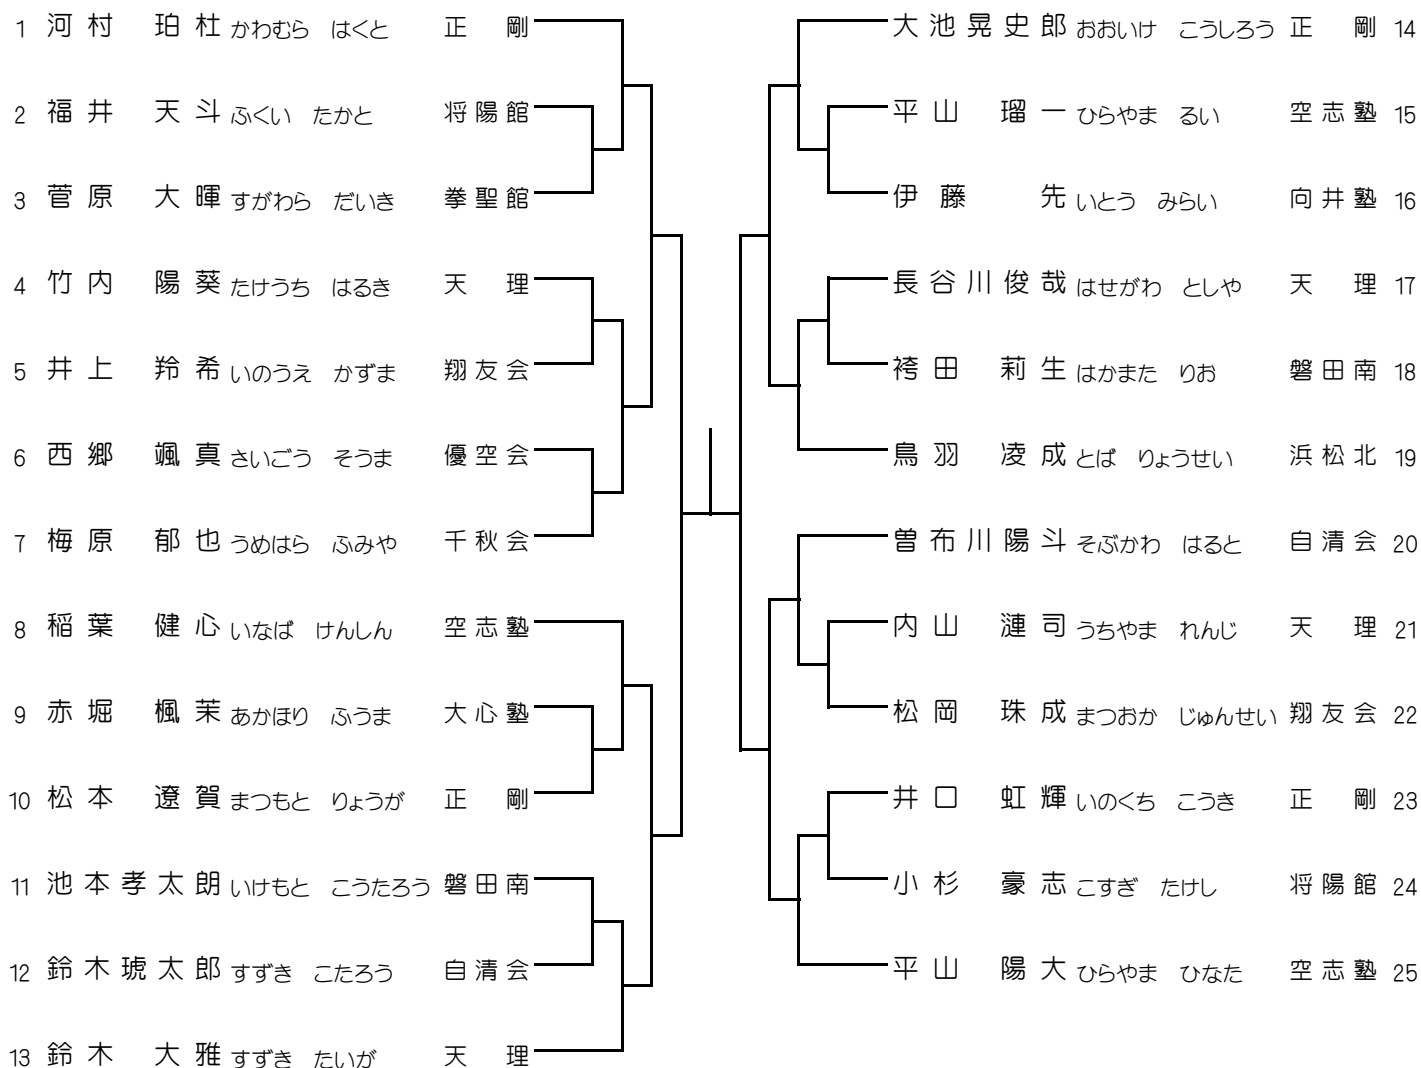 1 河村 珀杜 かわむら はくと 正 剛
2 福井 天斗 ふくい たかと 将陽館
3 菅原 大暉 すがわら だいき 拳聖館
4 竹内 陽葵 たけうち はるき 天 理
5 井上 羚希 いのうえ かずま 翔友会
6 西郷 颯真 さいごう そうま 優空会
7 梅原 郁也 うめはら ふみや 千秋会
8 稲葉 健心 いなば けんしん 空志塾
9 赤堀 楓茉 あかほり ふうま 大心塾
10 松本 遼賀 まつもと りょうが 正 剛
11 池本孝太朗 いけもと こうたろう 磐田南
12 鈴木琥太郎 すずき こたろう 自清会
13 鈴木 大雅 すずき たいが 天 理
大池晃史郎 おおいけ こうしろう 正 剛 14
平山 瑠一 ひらやま るい 空志塾 15
伊藤 先 いとう みらい 向井塾 16
長谷川俊哉 はせがわ としや 天 理 17
袴田 莉生 はかまた りお 磐田南 18
鳥羽 凌成 とば りょうせい 浜松北 19
曽布川陽斗 そぶかわ はると 自清会 20
内山 漣司 うちやま れんじ 天 理 21
松岡 珠成 まつおか じゅんせい 翔友会 22
井口 虹輝 いのくち こうき 正 剛 23
小杉 豪志 こすぎ たけし 将陽館 24
平山 陽大 ひらやま ひなた 空志塾 25